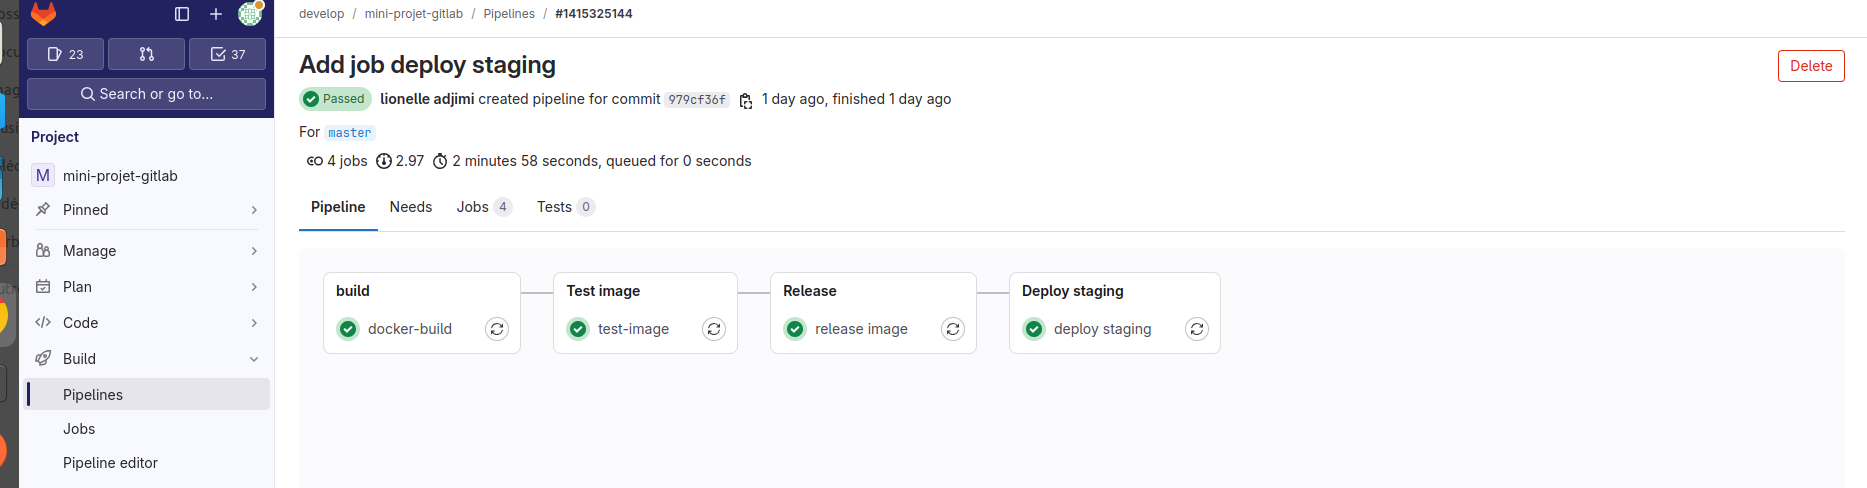 develop / mini-projet-gitlab / Pipelines / #1415325144
23
37
Search or go to...
Add job deploy staging
Delete
Passed lionelle adjimi created pipeline for commit 979cf36f 1 day ago, finished 1 day ago
For master
4 jobs 2.97 2 minutes 58 seconds, queued for 0 seconds
Project
M mini-projet-gitlab
Pinned
Manage
Plan
Code
Build
Pipelines
Jobs
Pipeline editor
Pipeline Needs Jobs 4 Tests 0
build
docker-build
Test image
test-image
Release
release image
Deploy staging
deploy staging